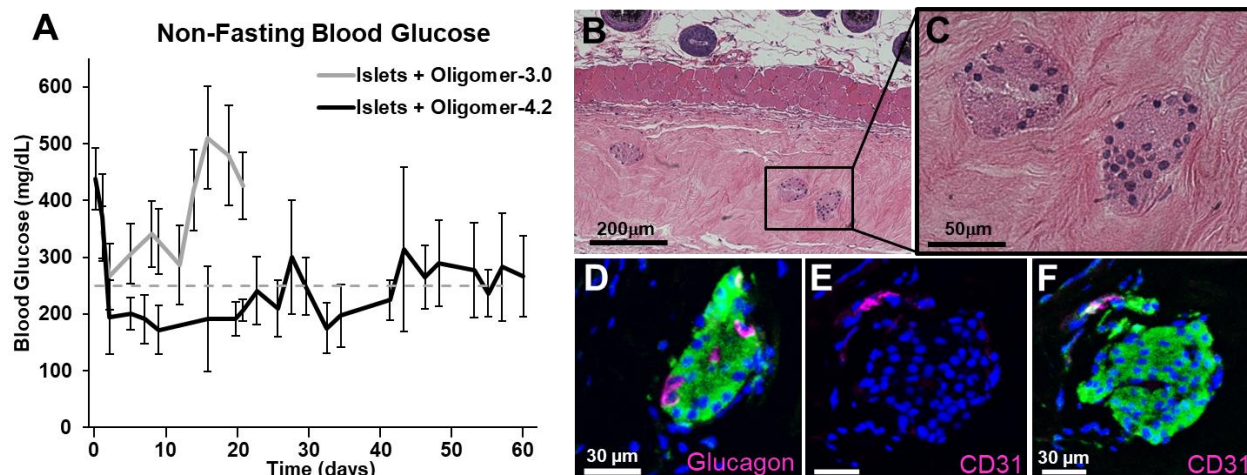 A
Non-Fasting Blood Glucose
Islets + Oligomer-3.0
Islets + Oligomer-4.2
Blood Glucose (mg/dL)
600
500
400
300
200
100
0
0 10 20 30 40 50 60
Time (days)
B
200µm
C
50µm
D
30 µm
Glucagon
E
CD31
F
30 µm
CD31